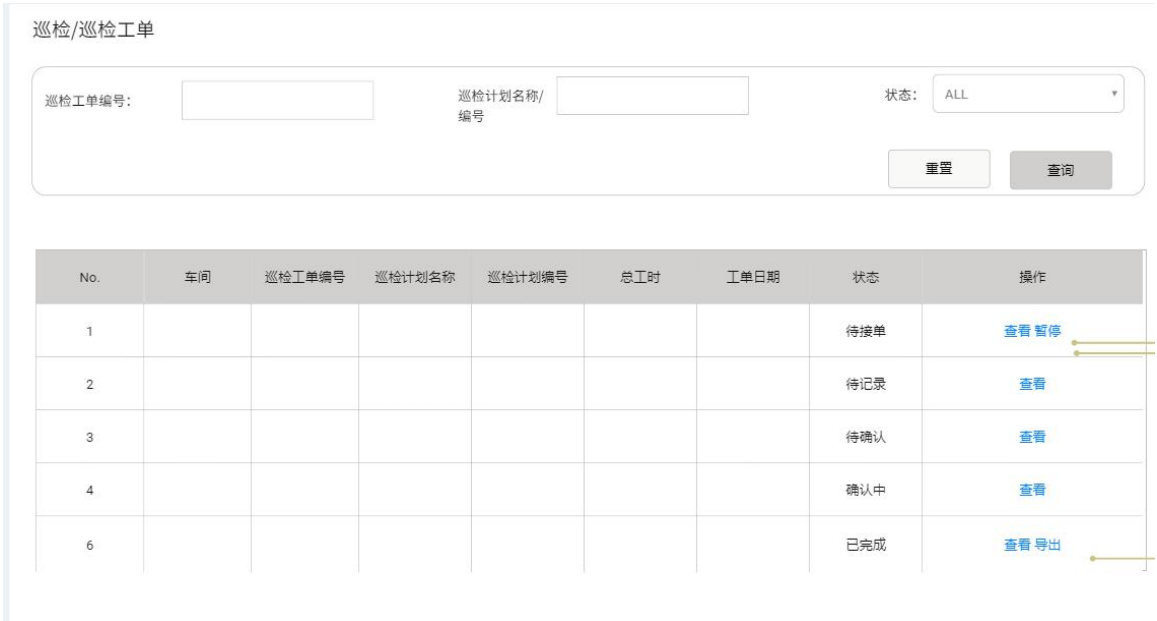 巡检/巡检工单
巡检工单编号：
巡检计划名称/
编号
状态：
ALL
重置
查询
No. 车间 巡检工单编号 巡检计划名称 巡检计划编号 总工时 工单日期 状态 操作
1 待接单 查看 暂停
2 待记录 查看
3 待确认 查看
4 确认中 查看
6 已完成 查看 导出